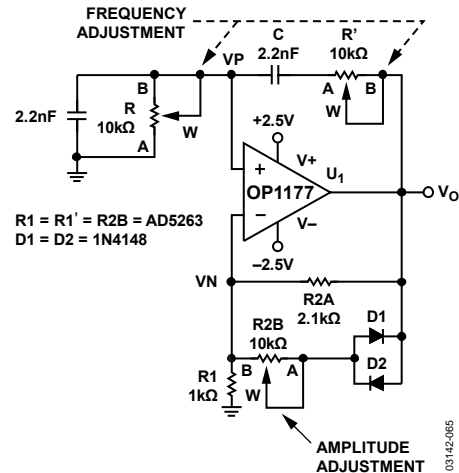 FREQUENCY
ADJUSTMENT
VP
C
2.2nF
R'
10kΩ
A
B
W
2.2nF
B
R
10kΩ
A
W
+2.5V
V+
U1
+
OP1177
−
V−
–2.5V
VO
R1 = R1' = R2B = AD5263
D1 = D2 = 1N4148
VN
R2A
2.1kΩ
D1
D2
R2B
10kΩ
B
A
W
R1
1kΩ
AMPLITUDE
ADJUSTMENT
03142-065